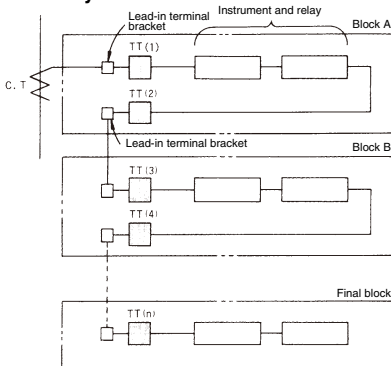 Lead-in terminal
bracket
Instrument and relay
Block A
TT(1)
C.T
TT(2)
Lead-in terminal bracket
Block B
TT(3)
TT(4)
Final block
TT(n)